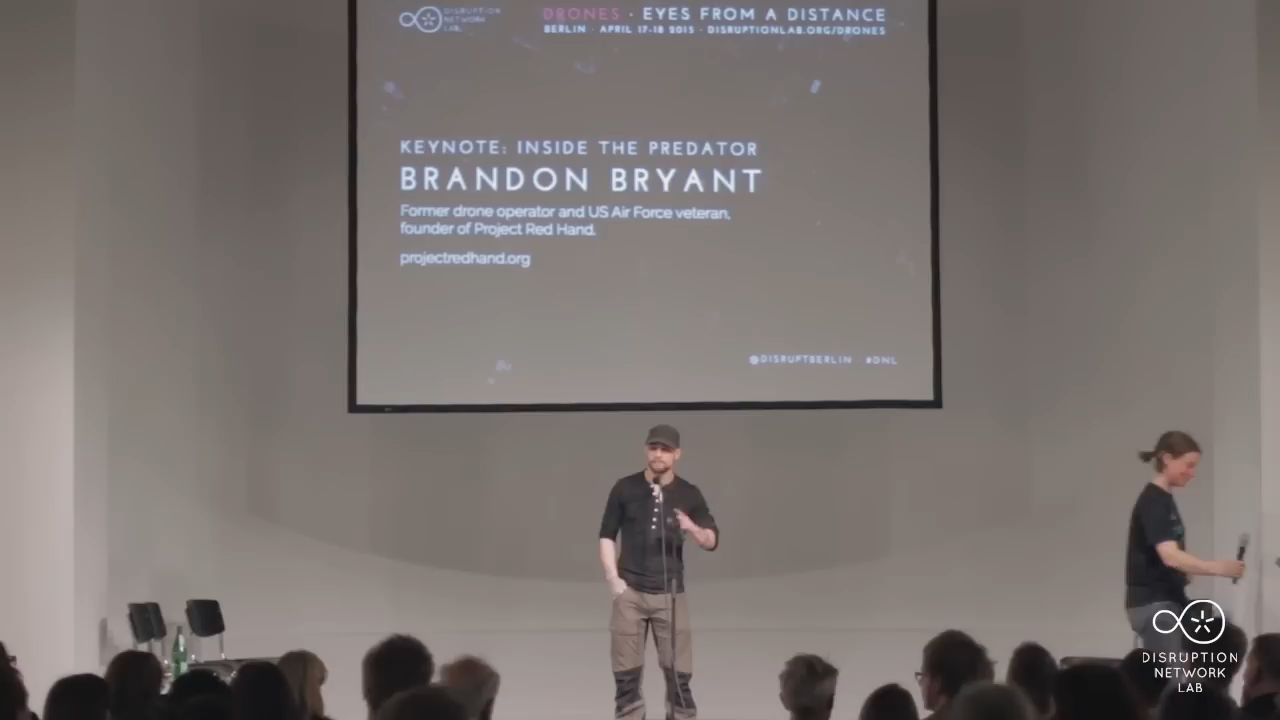 DISRUPTION
NETWORK
LAB
DRONES · EYES FROM A DISTANCE
BERLIN · APRIL 17-18 2015 · DISRUPTIONLAB.ORG/DRONES
KEYNOTE: INSIDE THE PREDATOR
BRANDON BRYANT
Former drone operator and US Air Force veteran,
founder of Project Red Hand.
projectredhand.org
@DISRUPTBERLIN · #DNL
DISRUPTION
NETWORK
LAB